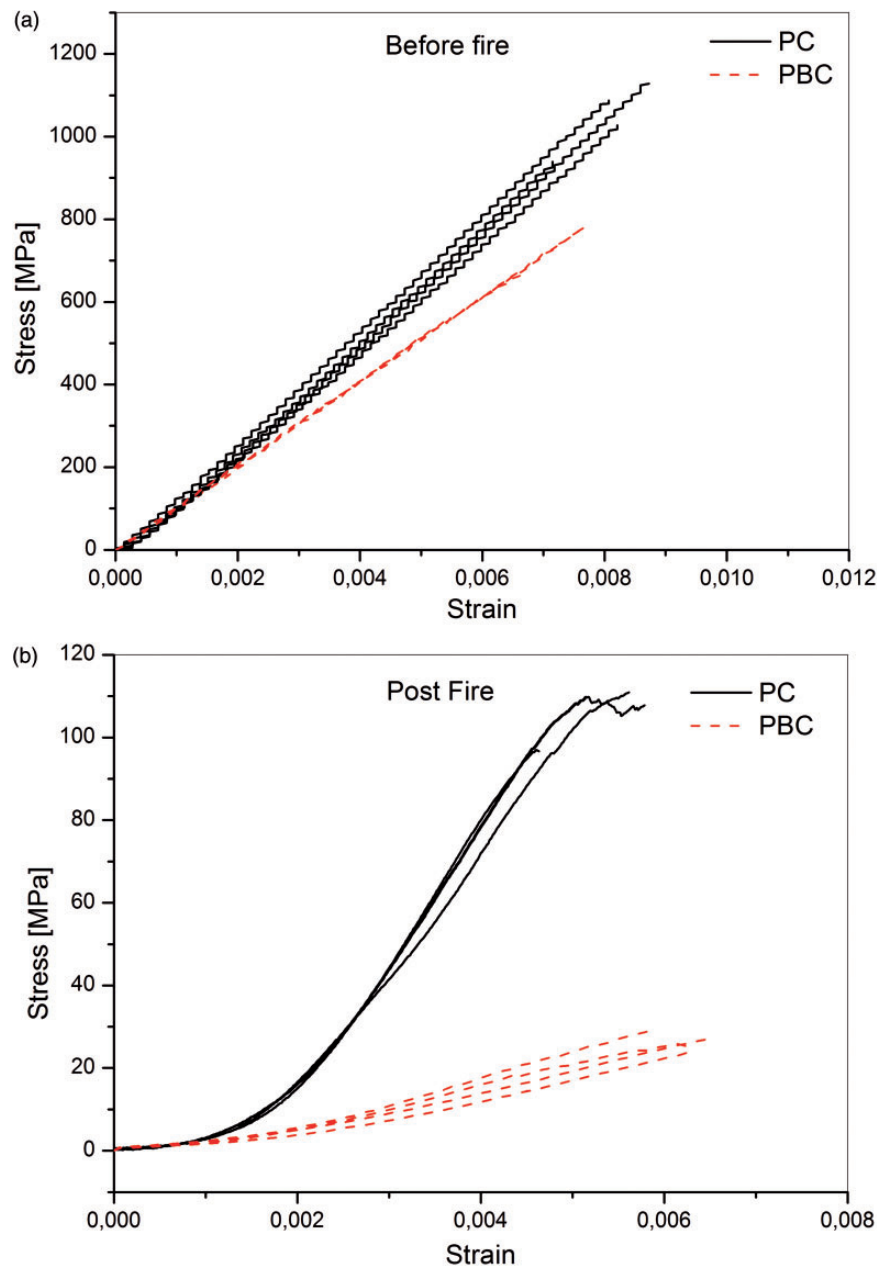 (a)
Before fire
PC
PBC
1300
1200
1000
800
600
400
200
0
Stress [MPa]
0,000 0,002 0,004 0,006 0,008 0,010 0,012
Strain
(b)
Post Fire
PC
PBC
120
100
80
60
40
20
0
Stress [MPa]
0,000 0,002 0,004 0,006 0,008
Strain